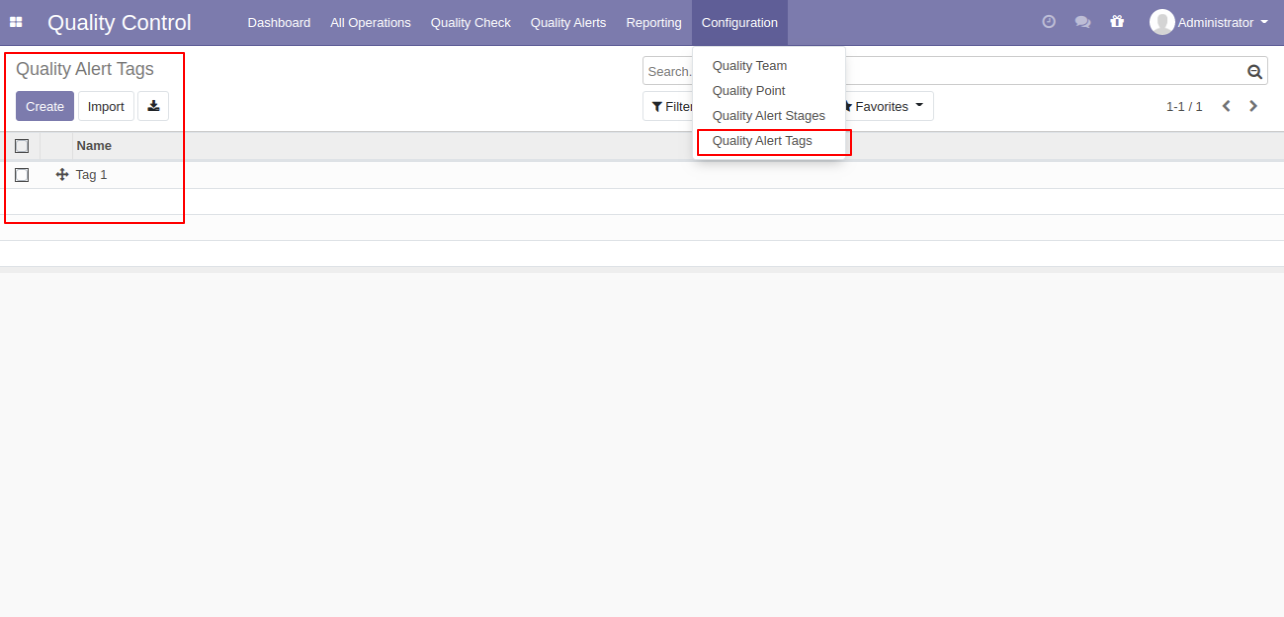 Quality Control Dashboard All Operations Quality Check Quality Alerts Reporting Configuration Administrator
Quality Alert Tags
Search.
Create Import
Filter
Favorites
1-1 / 1
Quality Team
Quality Point
Quality Alert Stages
Quality Alert Tags
Name
Tag 1